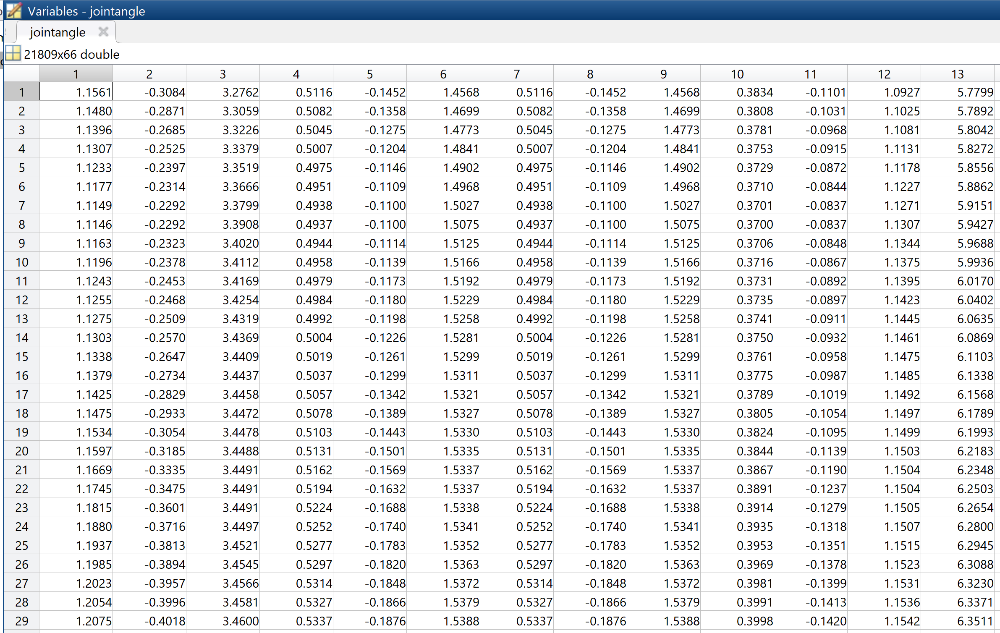 Variables - jointangle
jointangle
21809x66 double
1 2 3 4 5 6 7 8 9 10 11 12 13
1 1.1561 -0.3084 3.2762 0.5116 -0.1452 1.4568 0.5116 -0.1452 1.4568 0.3834 -0.1101 1.0927 5.7799
2 1.1480 -0.2871 3.3059 0.5082 -0.1358 1.4699 0.5082 -0.1358 1.4699 0.3808 -0.1031 1.1025 5.7892
3 1.1396 -0.2685 3.3226 0.5045 -0.1275 1.4773 0.5045 -0.1275 1.4773 0.3781 -0.0968 1.1081 5.8042
4 1.1307 -0.2525 3.3379 0.5007 -0.1204 1.4841 0.5007 -0.1204 1.4841 0.3753 -0.0915 1.1131 5.8272
5 1.1233 -0.2397 3.3519 0.4975 -0.1146 1.4902 0.4975 -0.1146 1.4902 0.3729 -0.0872 1.1178 5.8556
6 1.1177 -0.2314 3.3666 0.4951 -0.1109 1.4968 0.4951 -0.1109 1.4968 0.3710 -0.0844 1.1227 5.8862
7 1.1149 -0.2292 3.3799 0.4938 -0.1100 1.5027 0.4938 -0.1100 1.5027 0.3701 -0.0837 1.1271 5.9151
8 1.1146 -0.2292 3.3908 0.4937 -0.1100 1.5075 0.4937 -0.1100 1.5075 0.3700 -0.0837 1.1307 5.9427
9 1.1163 -0.2323 3.4020 0.4944 -0.1114 1.5125 0.4944 -0.1114 1.5125 0.3706 -0.0848 1.1344 5.9688
10 1.1196 -0.2378 3.4112 0.4958 -0.1139 1.5166 0.4958 -0.1139 1.5166 0.3716 -0.0867 1.1375 5.9936
11 1.1243 -0.2453 3.4169 0.4979 -0.1173 1.5192 0.4979 -0.1173 1.5192 0.3731 -0.0892 1.1395 6.0170
12 1.1255 -0.2468 3.4254 0.4984 -0.1180 1.5229 0.4984 -0.1180 1.5229 0.3735 -0.0897 1.1423 6.0402
13 1.1275 -0.2509 3.4319 0.4992 -0.1198 1.5258 0.4992 -0.1198 1.5258 0.3741 -0.0911 1.1445 6.0635
14 1.1303 -0.2570 3.4369 0.5004 -0.1226 1.5281 0.5004 -0.1226 1.5281 0.3750 -0.0932 1.1461 6.0869
15 1.1338 -0.2647 3.4409 0.5019 -0.1261 1.5299 0.5019 -0.1261 1.5299 0.3761 -0.0958 1.1475 6.1103
16 1.1379 -0.2734 3.4437 0.5037 -0.1299 1.5311 0.5037 -0.1299 1.5311 0.3775 -0.0987 1.1485 6.1338
17 1.1425 -0.2829 3.4458 0.5057 -0.1342 1.5321 0.5057 -0.1342 1.5321 0.3789 -0.1019 1.1492 6.1568
18 1.1475 -0.2933 3.4472 0.5078 -0.1389 1.5327 0.5078 -0.1389 1.5327 0.3805 -0.1054 1.1497 6.1789
19 1.1534 -0.3054 3.4478 0.5103 -0.1443 1.5330 0.5103 -0.1443 1.5330 0.3824 -0.1095 1.1499 6.1993
20 1.1597 -0.3185 3.4488 0.5131 -0.1501 1.5335 0.5131 -0.1501 1.5335 0.3844 -0.1139 1.1503 6.2183
21 1.1669 -0.3335 3.4491 0.5162 -0.1569 1.5337 0.5162 -0.1569 1.5337 0.3867 -0.1190 1.1504 6.2348
22 1.1745 -0.3475 3.4491 0.5194 -0.1632 1.5337 0.5194 -0.1632 1.5337 0.3891 -0.1237 1.1504 6.2503
23 1.1815 -0.3601 3.4491 0.5224 -0.1688 1.5338 0.5224 -0.1688 1.5338 0.3914 -0.1279 1.1505 6.2654
24 1.1880 -0.3716 3.4497 0.5252 -0.1740 1.5341 0.5252 -0.1740 1.5341 0.3935 -0.1318 1.1507 6.2800
25 1.1937 -0.3813 3.4521 0.5277 -0.1783 1.5352 0.5277 -0.1783 1.5352 0.3953 -0.1351 1.1515 6.2945
26 1.1985 -0.3894 3.4545 0.5297 -0.1820 1.5363 0.5297 -0.1820 1.5363 0.3969 -0.1378 1.1523 6.3088
27 1.2023 -0.3957 3.4566 0.5314 -0.1848 1.5372 0.5314 -0.1848 1.5372 0.3981 -0.1399 1.1531 6.3230
28 1.2054 -0.3996 3.4581 0.5327 -0.1866 1.5379 0.5327 -0.1866 1.5379 0.3991 -0.1413 1.1536 6.3371
29 1.2075 -0.4018 3.4600 0.5337 -0.1876 1.5388 0.5337 -0.1876 1.5388 0.3998 -0.1420 1.1542 6.3511